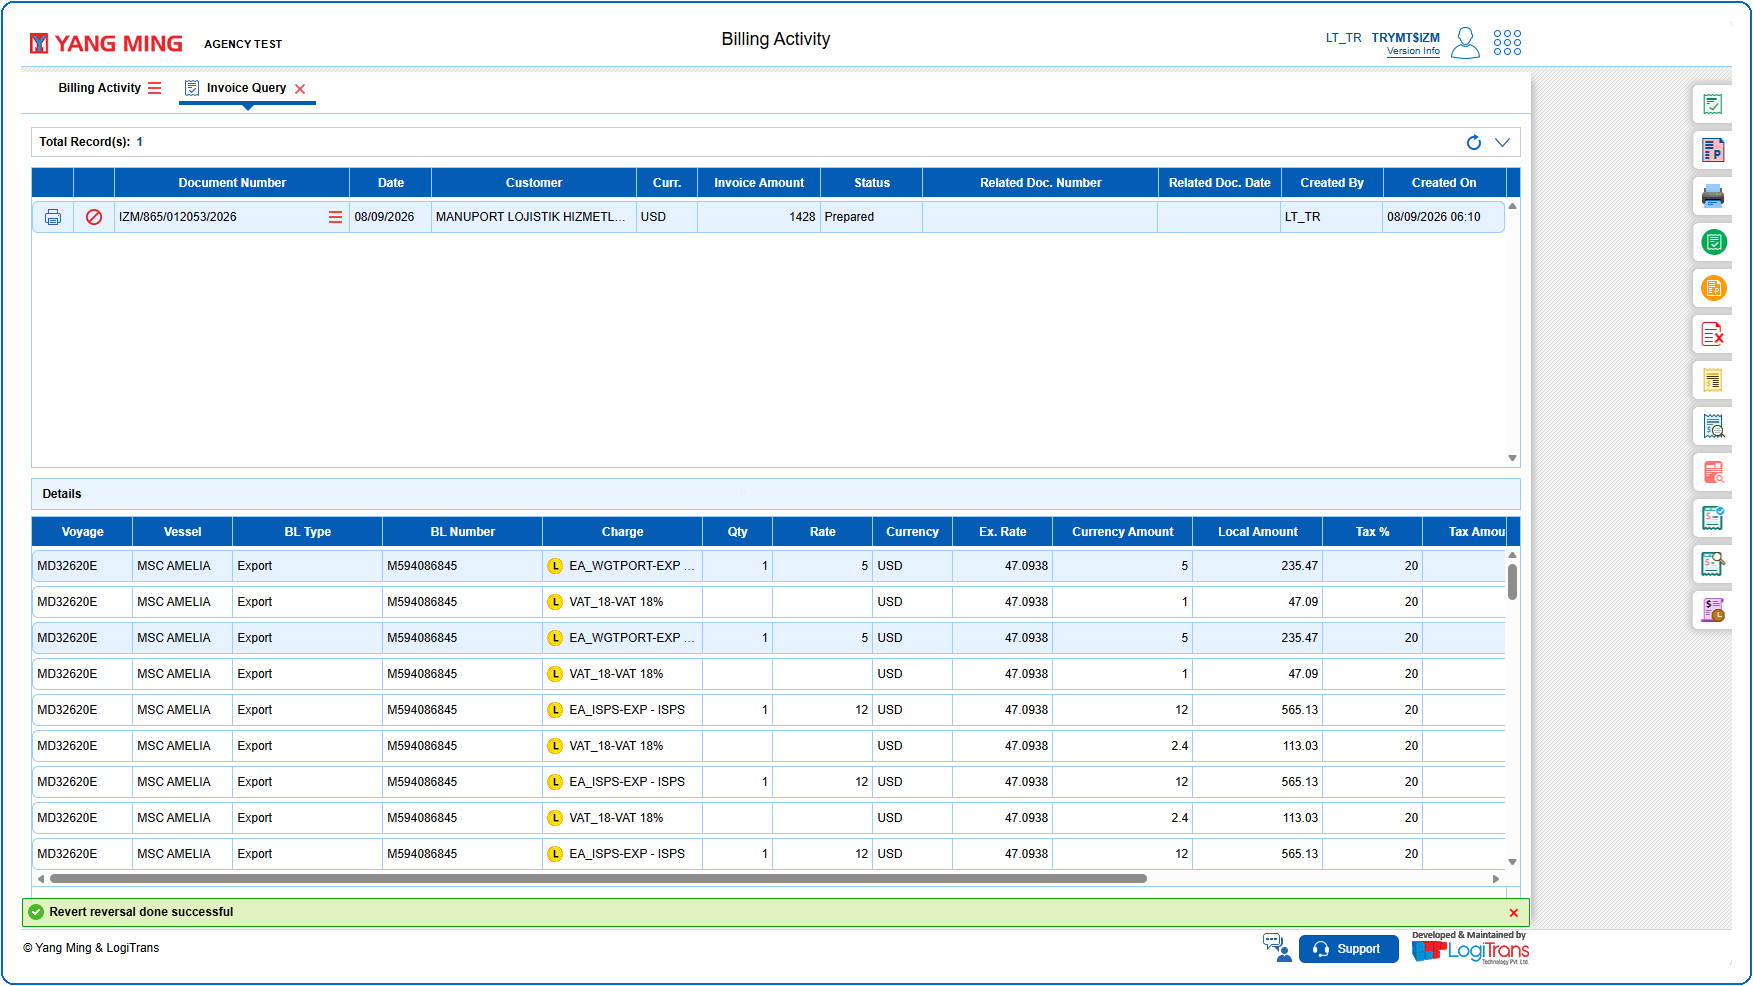 YANG MING AGENCY TEST
Billing Activity
LT_TR TRYMT$IZM
Version Info
Billing Activity Invoice Query
Total Record(s): 1
Document Number Date Customer Curr. Invoice Amount Status Related Doc. Number Related Doc. Date Created By Created On
IZM/865/012053/2026 08/09/2026 MANUPORT LOJISTIK HIZMETL... USD 1428 Prepared LT_TR 08/09/2026 06:10
Details
Voyage Vessel BL Type BL Number Charge Qty Rate Currency Ex. Rate Currency Amount Local Amount Tax % Tax Amou
MD32620E MSC AMELIA Export M594086845 L EA_WGTPORT-EXP ... 1 5 USD 47.0938 5 235.47 20
MD32620E MSC AMELIA Export M594086845 L VAT_18-VAT 18% USD 47.0938 1 47.09 20
MD32620E MSC AMELIA Export M594086845 L EA_WGTPORT-EXP ... 1 5 USD 47.0938 5 235.47 20
MD32620E MSC AMELIA Export M594086845 L VAT_18-VAT 18% USD 47.0938 1 47.09 20
MD32620E MSC AMELIA Export M594086845 L EA_ISPS-EXP - ISPS 1 12 USD 47.0938 12 565.13 20
MD32620E MSC AMELIA Export M594086845 L VAT_18-VAT 18% USD 47.0938 2.4 113.03 20
MD32620E MSC AMELIA Export M594086845 L EA_ISPS-EXP - ISPS 1 12 USD 47.0938 12 565.13 20
MD32620E MSC AMELIA Export M594086845 L VAT_18-VAT 18% USD 47.0938 2.4 113.03 20
MD32620E MSC AMELIA Export M594086845 L EA_ISPS-EXP - ISPS 1 12 USD 47.0938 12 565.13 20
Revert reversal done successful
© Yang Ming & LogiTrans
Support
Developed & Maintained by
LogiTrans
Technology Pvt. Ltd.